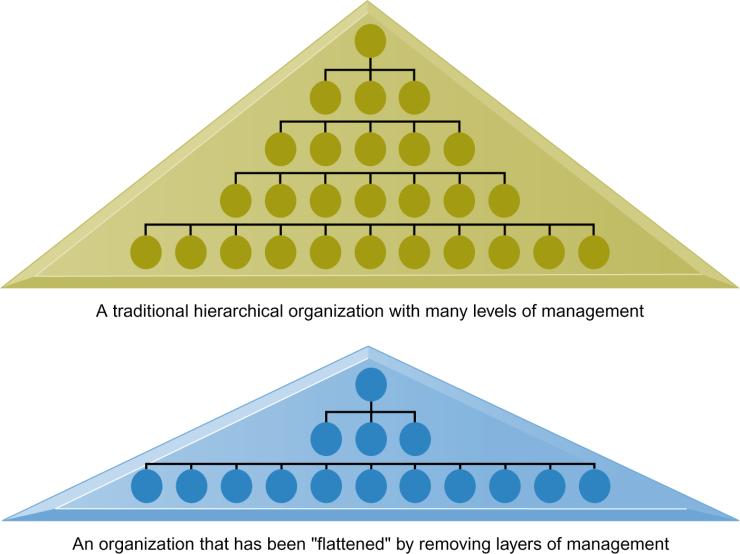 A traditional hierarchical organization with many levels of management
An organization that has been "flattened" by removing layers of management